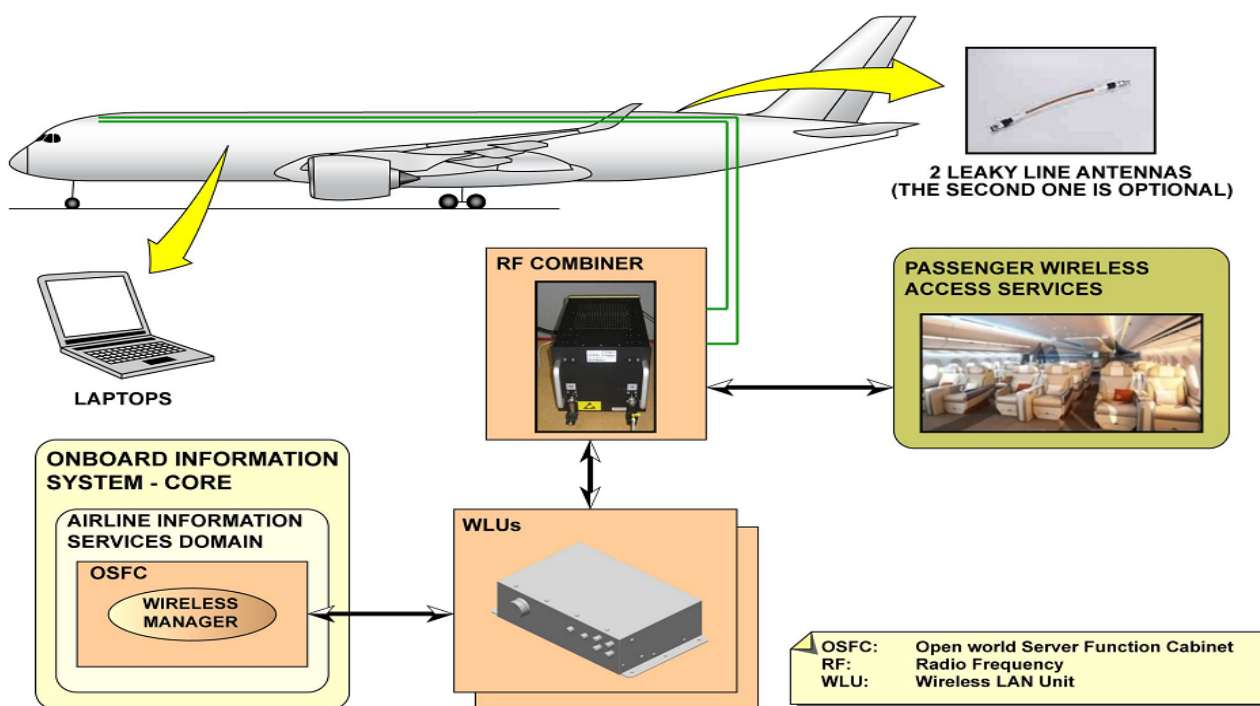 2 LEAKY LINE ANTENNAS
(THE SECOND ONE IS OPTIONAL)
LAPTOPS
RF COMBINER
PASSENGER WIRELESS
ACCESS SERVICES
ONBOARD INFORMATION
SYSTEM - CORE
AIRLINE INFORMATION
SERVICES DOMAIN
OSFC
WIRELESS
MANAGER
WLUs
OSFC: Open world Server Function Cabinet
RF: Radio Frequency
WLU: Wireless LAN Unit